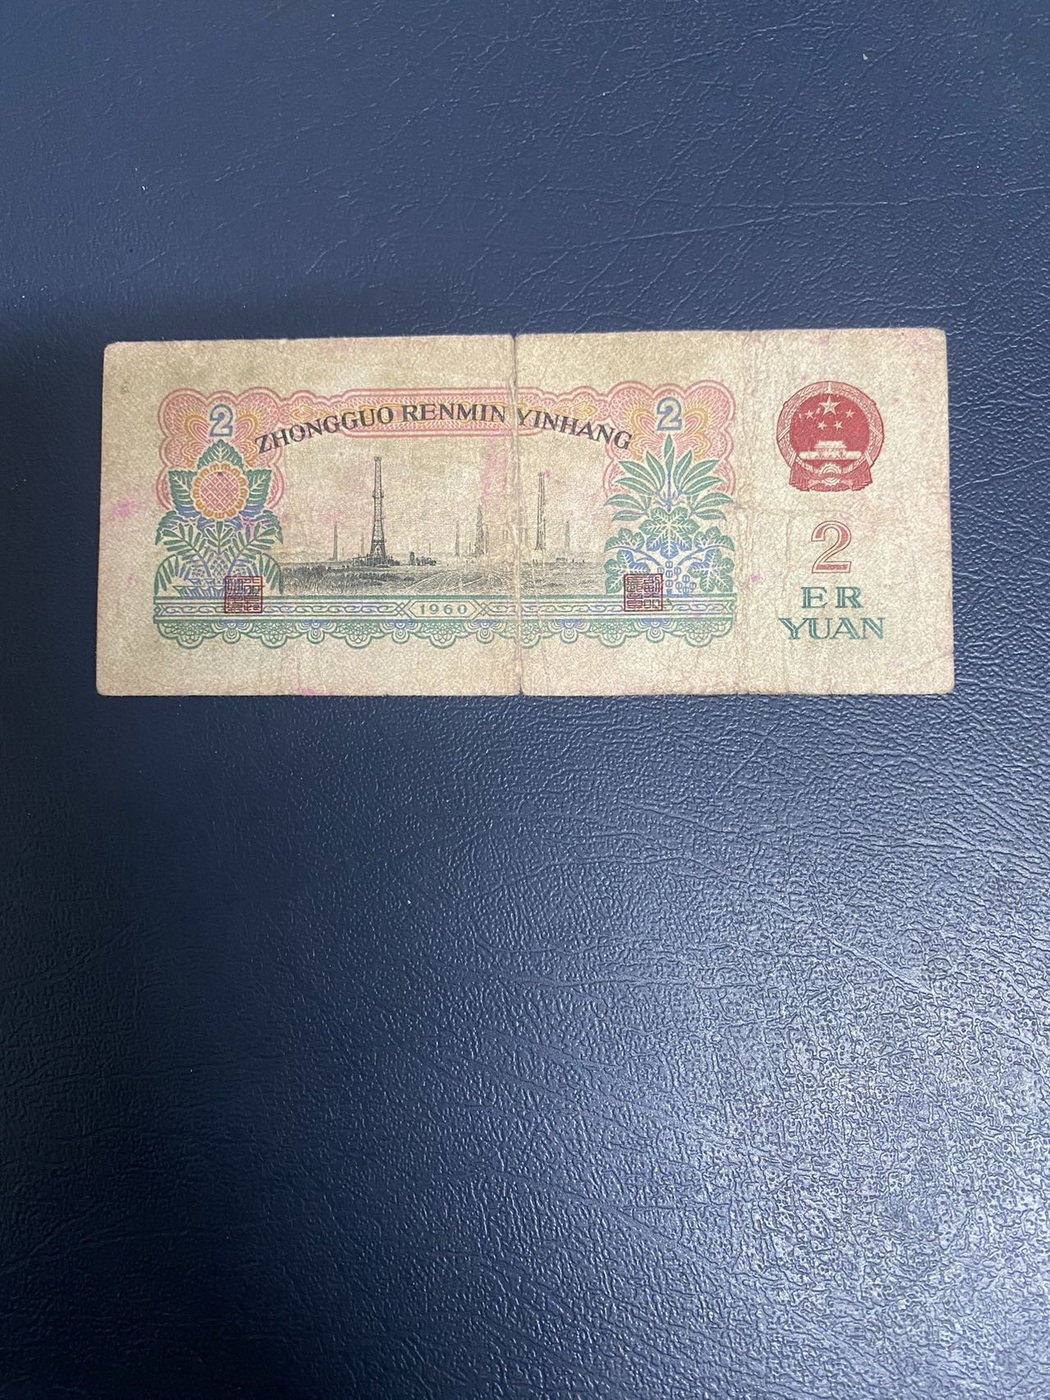 2
2
ZHONGGUO RENMIN YINHANG
1960
2
ER
YUAN